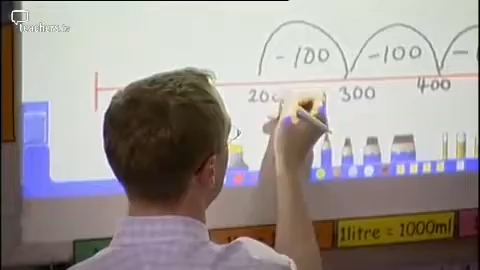 Teachers.tv
-100 -100
200 300 400
1litre = 1000ml